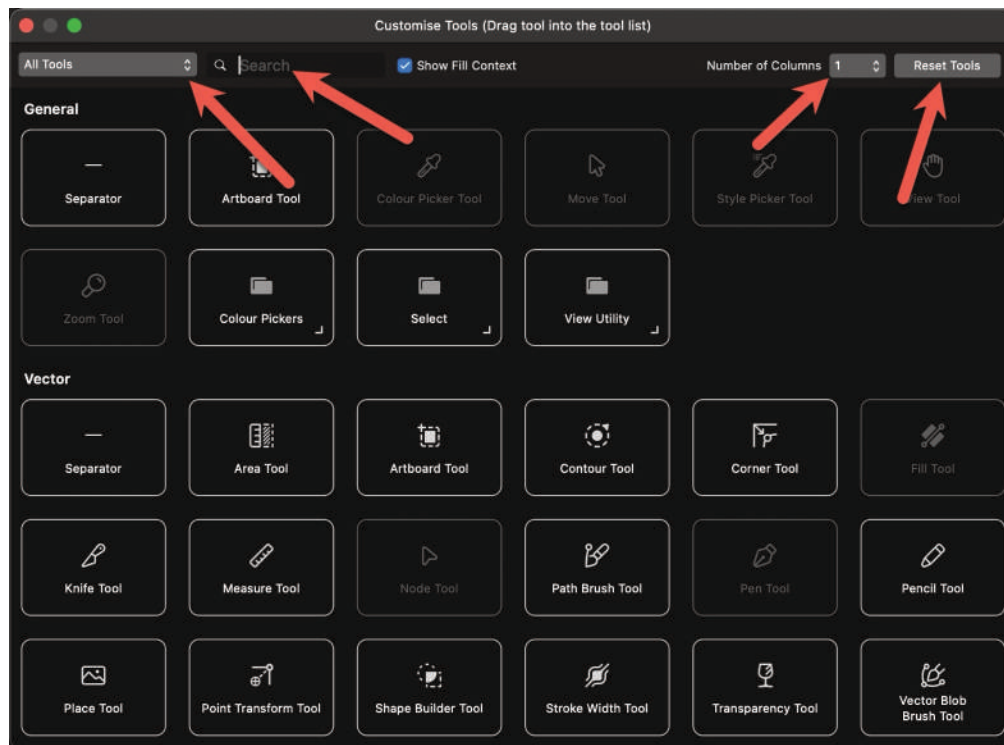 Customise Tools (Drag tool into the tool list)
All Tools Search Show Fill Context Number of Columns 1 Reset Tools
General
Separator Artboard Tool Colour Picker Tool Move Tool Style Picker Tool View Tool
Zoom Tool Colour Pickers Select View Utility
Vector
Separator Area Tool Artboard Tool Contour Tool Corner Tool Fill Tool
Knife Tool Measure Tool Node Tool Path Brush Tool Pen Tool Pencil Tool
Place Tool Point Transform Tool Shape Builder Tool Stroke Width Tool Transparency Tool Vector Blob
Brush Tool